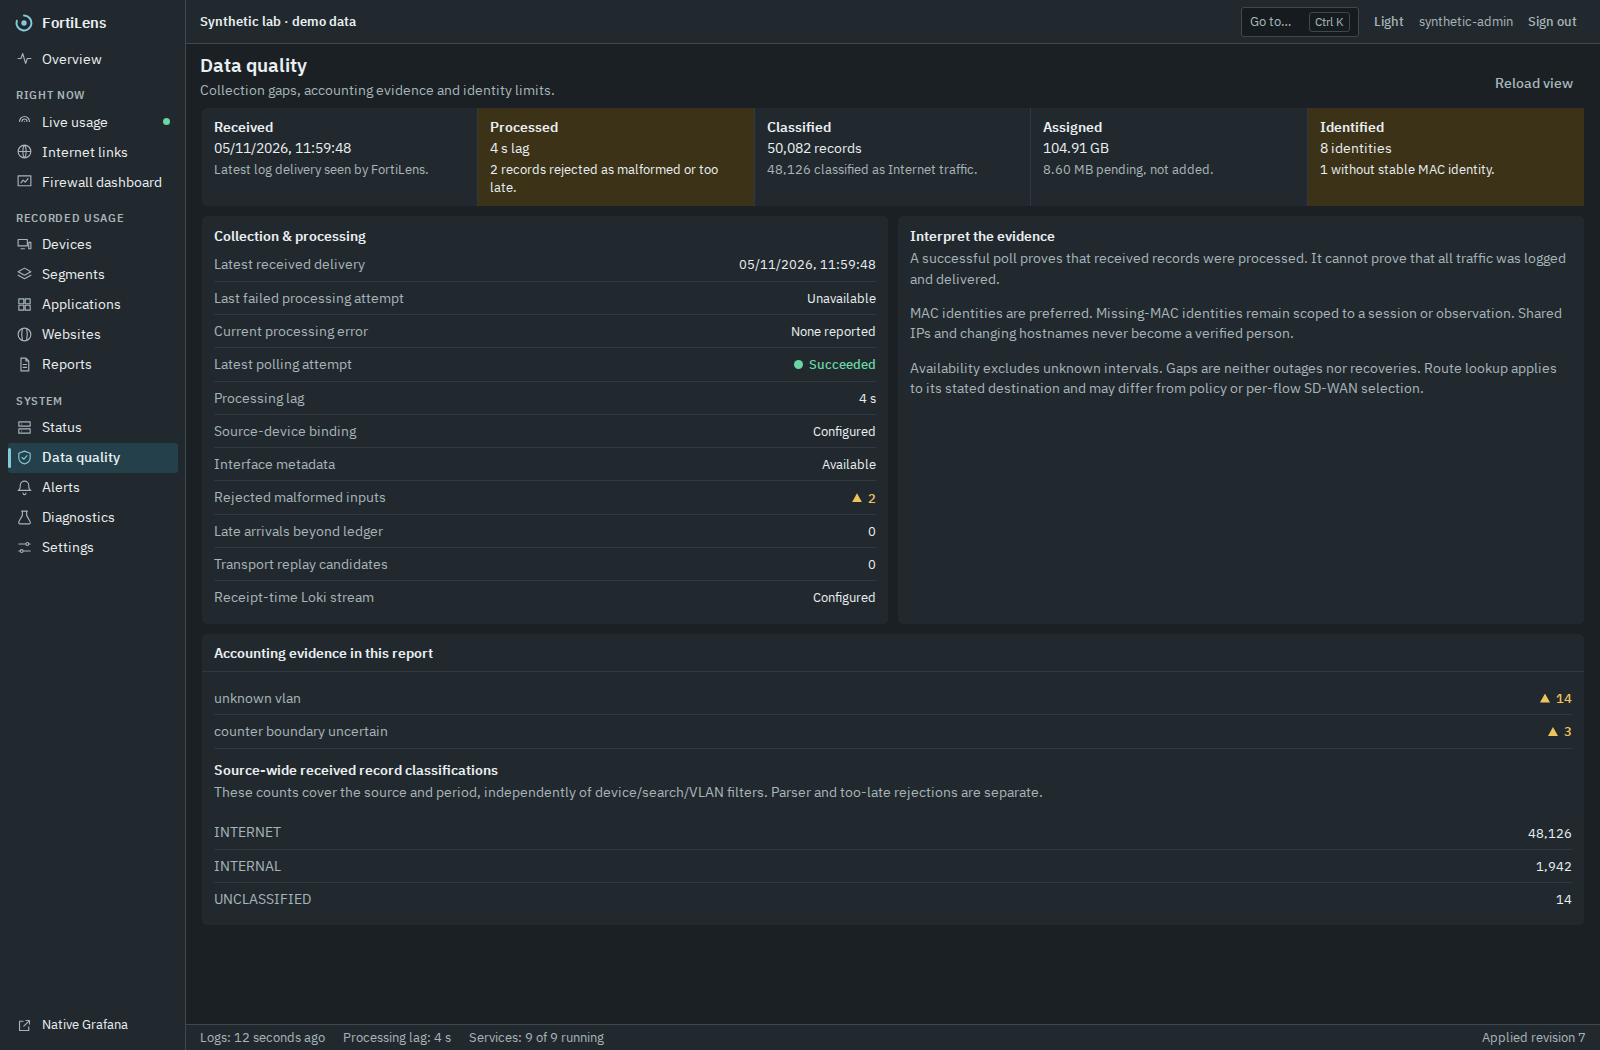 FortiLens
Synthetic lab · demo data
Go to...
Ctrl K
Light
synthetic-admin
Sign out
Overview
RIGHT NOW
Live usage
Internet links
Firewall dashboard
RECORDED USAGE
Devices
Segments
Applications
Websites
Reports
SYSTEM
Status
Data quality
Alerts
Diagnostics
Settings
Native Grafana
Data quality
Collection gaps, accounting evidence and identity limits.
Reload view
Received
05/11/2026, 11:59:48
Latest log delivery seen by FortiLens.
Processed
4 s lag
2 records rejected as malformed or too
late.
Classified
50,082 records
48,126 classified as Internet traffic.
Assigned
104.91 GB
8.60 MB pending, not added.
Identified
8 identities
1 without stable MAC identity.
Collection & processing
Latest received delivery 05/11/2026, 11:59:48
Last failed processing attempt Unavailable
Current processing error None reported
Latest polling attempt Succeeded
Processing lag 4 s
Source-device binding Configured
Interface metadata Available
Rejected malformed inputs 2
Late arrivals beyond ledger 0
Transport replay candidates 0
Receipt-time Loki stream Configured
Interpret the evidence
A successful poll proves that received records were processed. It cannot prove that all traffic was logged
and delivered.
MAC identities are preferred. Missing-MAC identities remain scoped to a session or observation. Shared
IPs and changing hostnames never become a verified person.
Availability excludes unknown intervals. Gaps are neither outages nor recoveries. Route lookup applies
to its stated destination and may differ from policy or per-flow SD-WAN selection.
Accounting evidence in this report
unknown vlan 14
counter boundary uncertain 3
Source-wide received record classifications
These counts cover the source and period, independently of device/search/VLAN filters. Parser and too-late rejections are separate.
INTERNET 48,126
INTERNAL 1,942
UNCLASSIFIED 14
Logs: 12 seconds ago
Processing lag: 4 s
Services: 9 of 9 running
Applied revision 7